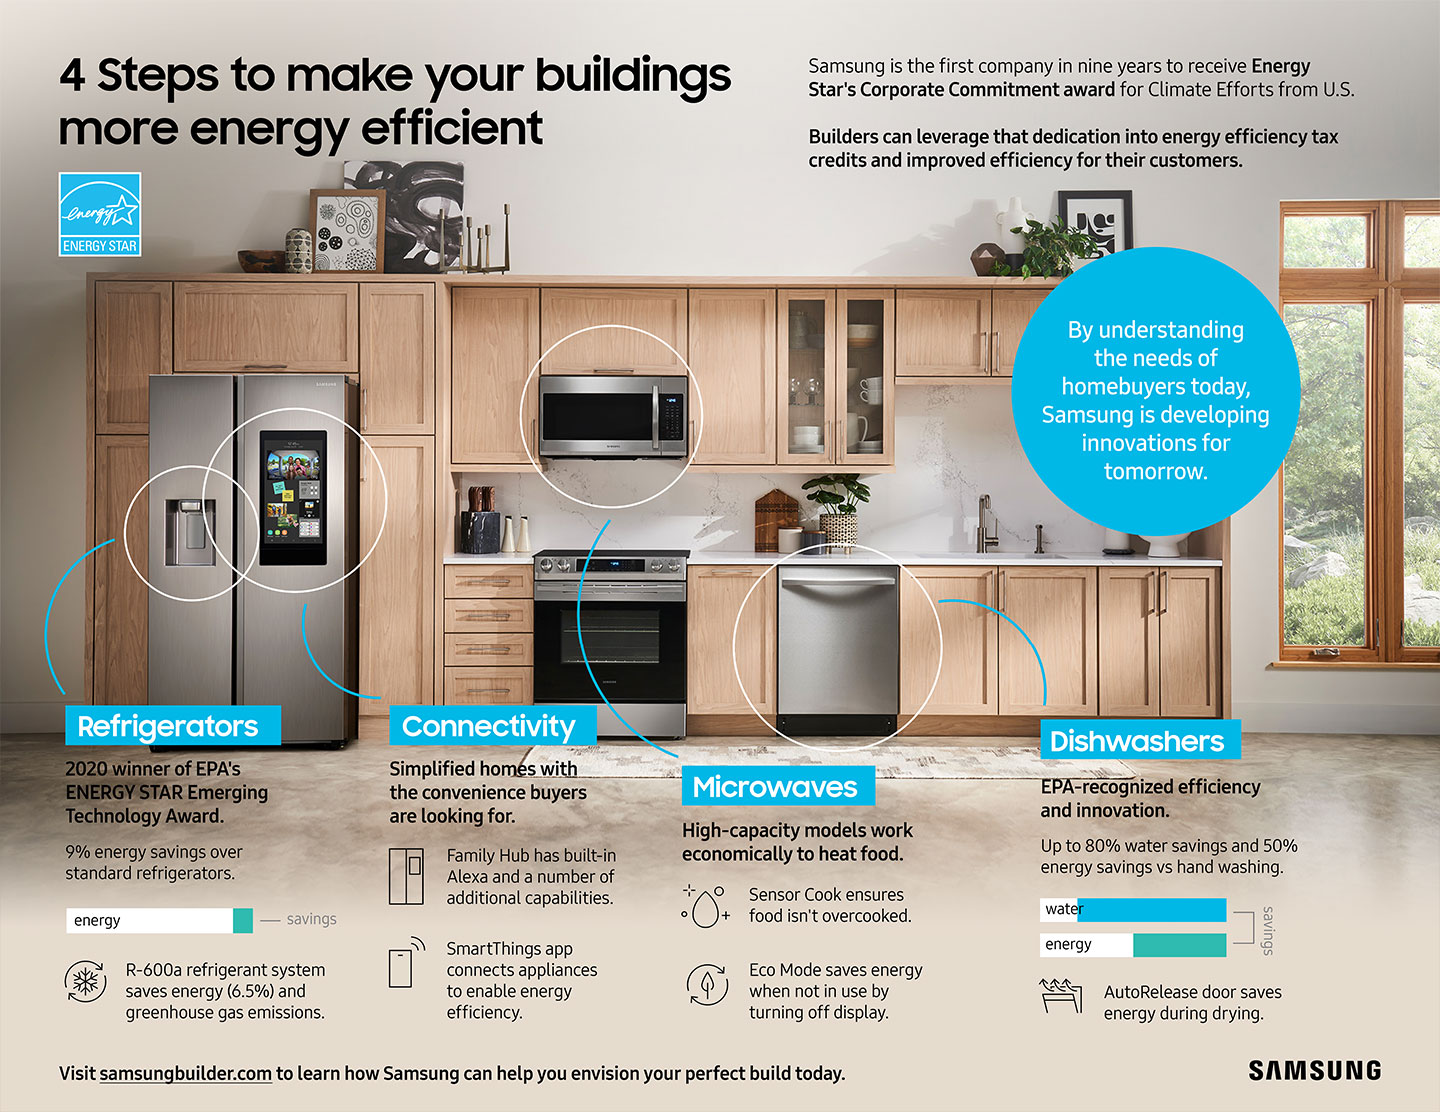 4 Steps to make your buildings
more energy efficient
Samsung is the first company in nine years to receive Energy
Star's Corporate Commitment award for Climate Efforts from U.S.
Builders can leverage that dedication into energy efficiency tax
credits and improved efficiency for their customers.
energy
ENERGY STAR
By understanding
the needs of
homebuyers today,
Samsung is developing
innovations for
tomorrow.
SAMSUNG
SAMSUNG
SAMSUNG
Refrigerators
2020 winner of EPA's
ENERGY STAR Emerging
Technology Award.
9% energy savings over
standard refrigerators.
energy
savings
R-600a refrigerant system
saves energy (6.5%) and
greenhouse gas emissions.
Connectivity
Simplified homes with
the convenience buyers
are looking for.
Family Hub has built-in
Alexa and a number of
additional capabilities.
SmartThings app
connects appliances
to enable energy
efficiency.
Microwaves
High-capacity models work
economically to heat food.
Sensor Cook ensures
food isn't overcooked.
Eco Mode saves energy
when not in use by
turning off display.
Dishwashers
EPA-recognized efficiency
and innovation.
Up to 80% water savings and 50%
energy savings vs hand washing.
water
energy
savings
AutoRelease door saves
energy during drying.
Visit samsungbuilder.com to learn how Samsung can help you envision your perfect build today.
SAMSUNG